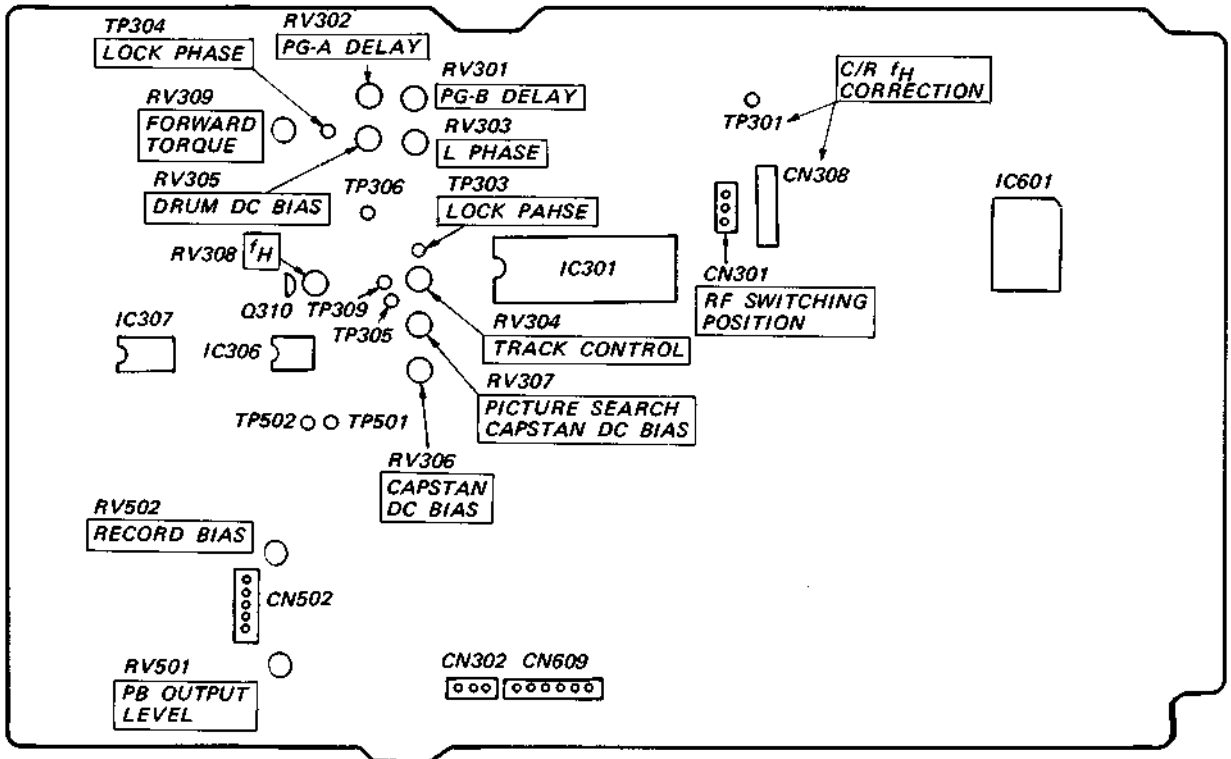 TP304
LOCK PHASE
RV302
PG-A DELAY
RV301
PG-B DELAY
RV309
FORWARD
TORQUE
RV303
L PHASE
C/R fH
CORRECTION
TP301
RV305
DRUM DC BIAS
TP306
TP303
LOCK PAHSE
CN308
IC601
RV308
fH
IC301
CN301
RF SWITCHING
POSITION
Q310
TP309
TP305
RV304
TRACK CONTROL
IC307
IC306
RV307
PICTURE SEARCH
CAPSTAN DC BIAS
TP502
TP501
RV306
CAPSTAN
DC BIAS
RV502
RECORD BIAS
CN502
RV501
PB OUTPUT
LEVEL
CN302
CN609